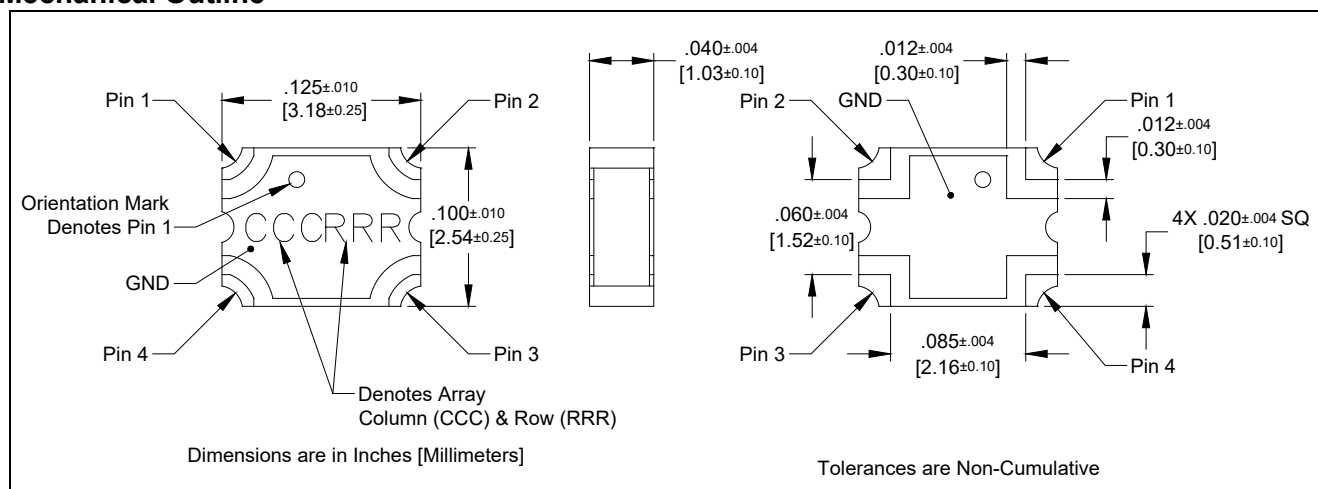 .040±.004
[1.03±0.10]
.012±.004
[0.30±0.10]
.125±.010
[3.18±0.25]
Pin 1
Pin 2
Pin 2
GND
Pin 1
.012±.004
[0.30±0.10]
Orientation Mark
Denotes Pin 1
CCCRRR
.100±.010
[2.54±0.25]
.060±.004
[1.52±0.10]
4X .020±.004 SQ
[0.51±0.10]
GND
Pin 4
Pin 3
Pin 3
.085±.004
[2.16±0.10]
Pin 4
Denotes Array
Column (CCC) & Row (RRR)
Dimensions are in Inches [Millimeters]
Tolerances are Non-Cumulative